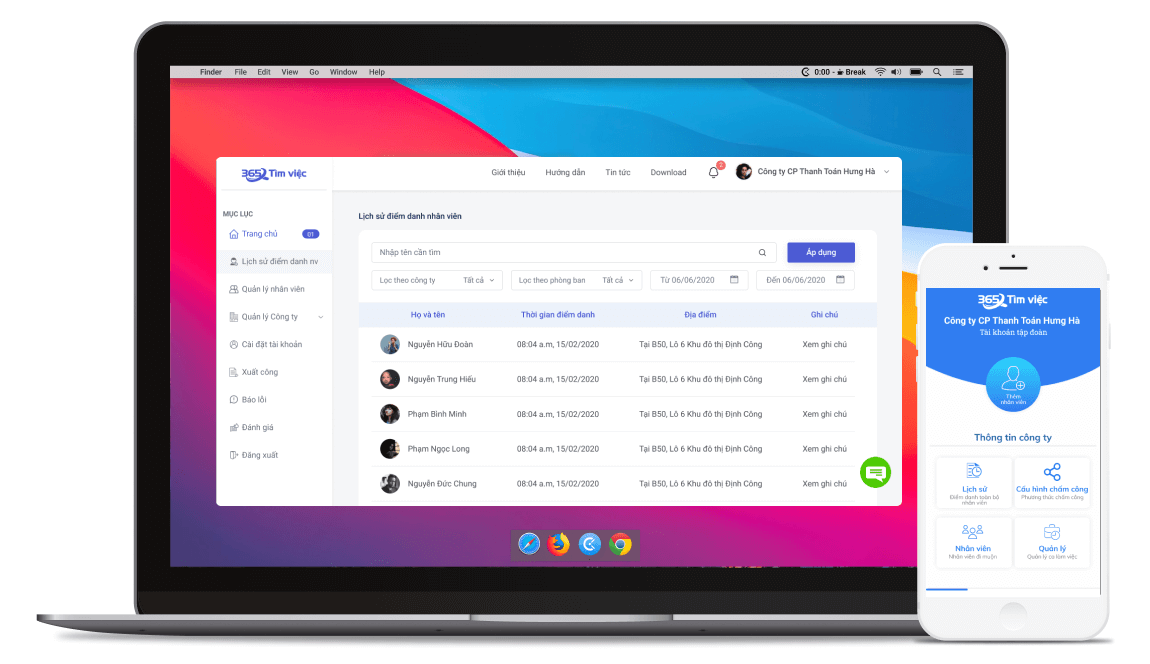 Finder File Edit View Go Window Help 0:00 - Break
365 Tìm việc
Giới thiệu Hướng dẫn Tin tức Download 2 Công ty CP Thanh Toán Hưng Hà
MỤC LỤC
Trang chủ 01
Lịch sử điểm danh nv
Quản lý nhân viên
Quản lý Công ty
Cài đặt tài khoản
Xuất công
Báo lỗi
Đánh giá
Đăng xuất
Lịch sử điểm danh nhân viên
Nhập tên cần tìm Áp dụng
Lọc theo công ty Tất cả Lọc theo phòng ban Tất cả Từ 06/06/2020 Đến 06/06/2020
Họ và tên Thời gian điểm danh Địa điểm Ghi chú
Nguyễn Hữu Đoàn 08:04 a.m, 15/02/2020 Tại B50, Lô 6 Khu đô thị Định Công Xem ghi chú
Nguyễn Trung Hiếu 08:04 a.m, 15/02/2020 Tại B50, Lô 6 Khu đô thị Định Công Xem ghi chú
Phạm Bình Minh 08:04 a.m, 15/02/2020 Tại B50, Lô 6 Khu đô thị Định Công Xem ghi chú
Phạm Ngọc Long 08:04 a.m, 15/02/2020 Tại B50, Lô 6 Khu đô thị Định Công Xem ghi chú
Nguyễn Đức Chung 08:04 a.m, 15/02/2020 Tại B50, Lô 6 Khu đô thị Định Công Xem ghi chú
365 Tìm việc
Công ty CP Thanh Toán Hưng Hà
Tài khoản tập đoàn
Thêm
nhân viên
Thông tin công ty
Lịch sử
Điểm danh toàn bộ
nhân viên
Cấu hình chấm công
Phương thức chấm công
Nhân viên
Nhân viên đi muộn
Quản lý
Quản lý ca làm việc